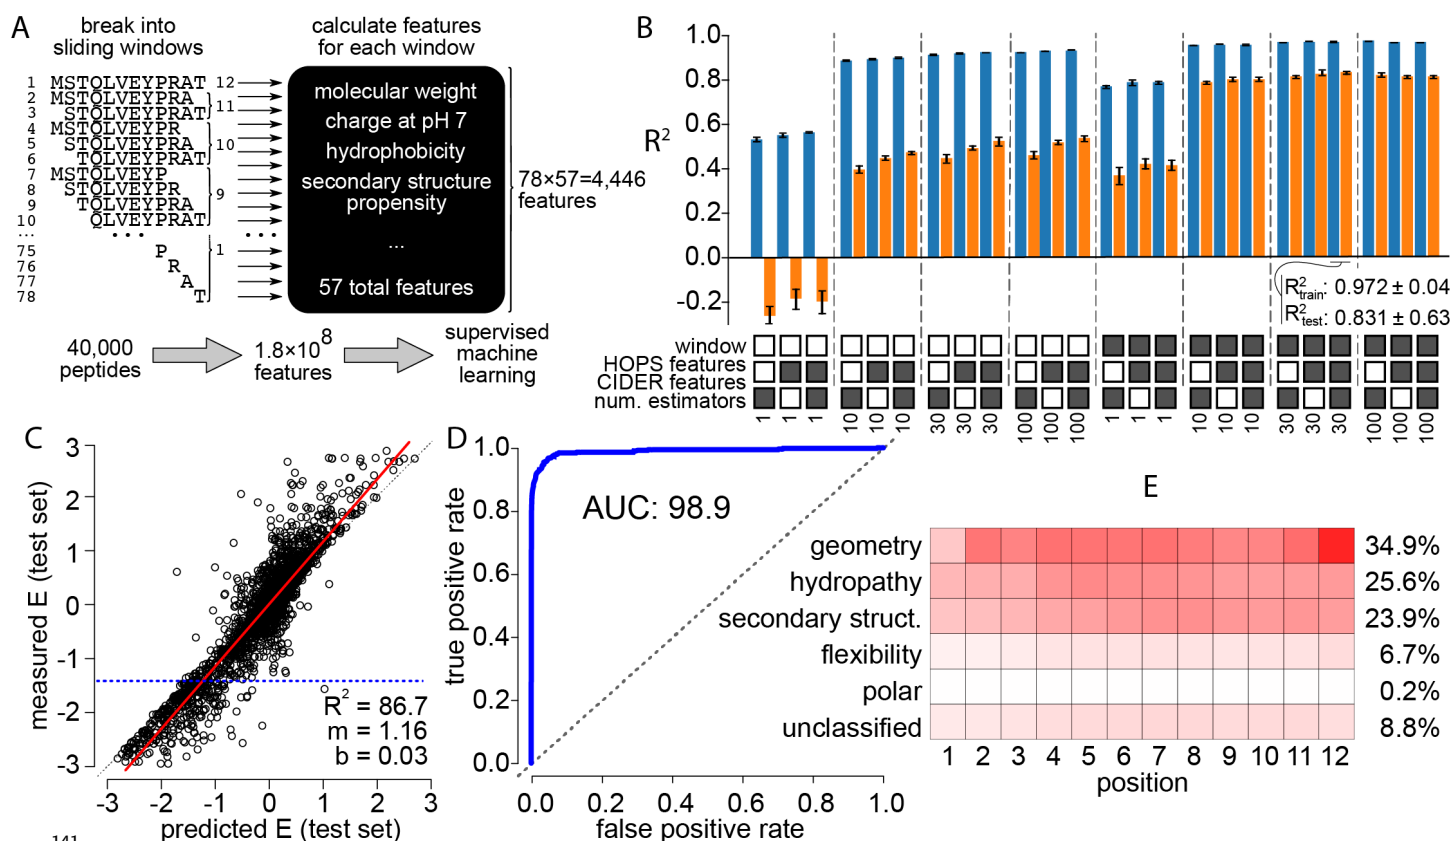 A
break into
sliding windows
calculate features
for each window
1 MSTQLVEYPRAT 12
2 MSTQLVEYPRA
3 STQLVEYPRAT
11
4 MSTQLVEYPR
5 STQLVEYPRA
6 TQLVEYPRAT
10
7 MSTQLVEYP
8 STQLVEYPR
9 TQLVEYPRA
10 QLVEYPRAT
9
... • • • • • •
75 P
76 R
77 A
78 T
1
molecular weight
charge at pH 7
hydrophobicity
secondary structure
propensity
...
57 total features
78×57=4,446
features
40,000
peptides
1.8×10^8
features
supervised
machine
learning
B
R²
1.0
0.8
0.6
0.4
0.2
0.0
-0.2
R²train: 0.972 ± 0.04
R²test: 0.831 ± 0.63
window
HOPS features
CIDER features
num. estimators
1 1 1 10 10 10 30 30 30 100 100 100 1 1 1 10 10 10 30 30 30 100 100 100
C
measured E (test set)
3
2
1
0
-1
-2
-3
R² = 86.7
m = 1.16
b = 0.03
-3 -2 -1 0 1 2 3
predicted E (test set)
141
D
true positive rate
1.0
0.8
0.6
0.4
0.2
0.0
AUC: 98.9
0.0 0.2 0.4 0.6 0.8 1.0
false positive rate
E
geometry 34.9%
hydropathy 25.6%
secondary struct. 23.9%
flexibility 6.7%
polar 0.2%
unclassified 8.8%
1 2 3 4 5 6 7 8 9 10 11 12
position